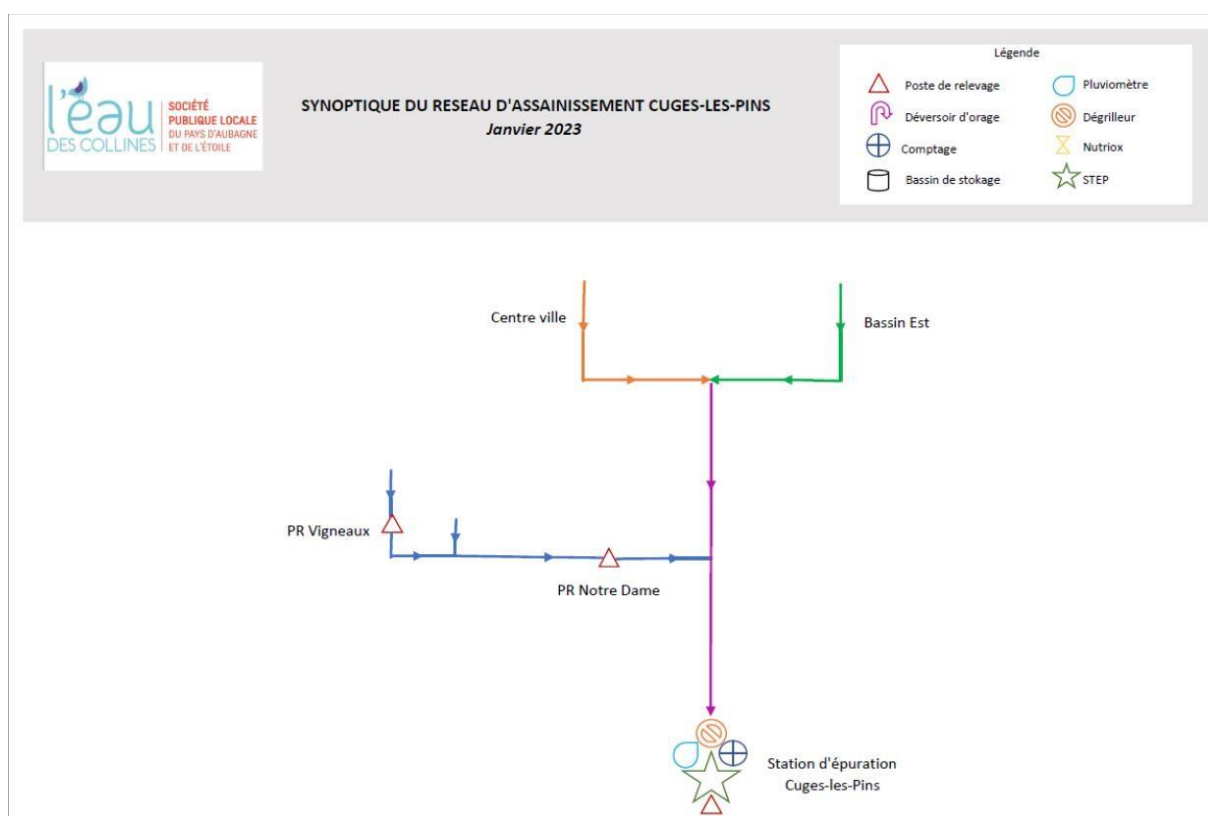 l'eau
DES COLLINES
SOCIÉTÉ
PUBLIQUE LOCALE
DU PAYS D'AUBAGNE
ET DE L'ÉTOILE
SYNOPTIQUE DU RESEAU D'ASSAINISSEMENT CUGES-LES-PINS
Janvier 2023
Légende
Poste de relevage
Pluviomètre
Déversoir d'orage
Dégrilleur
Comptage
Nutriox
Bassin de stokage
STEP
Centre ville
Bassin Est
PR Vigneaux
PR Notre Dame
Station d'épuration
Cuges-les-Pins